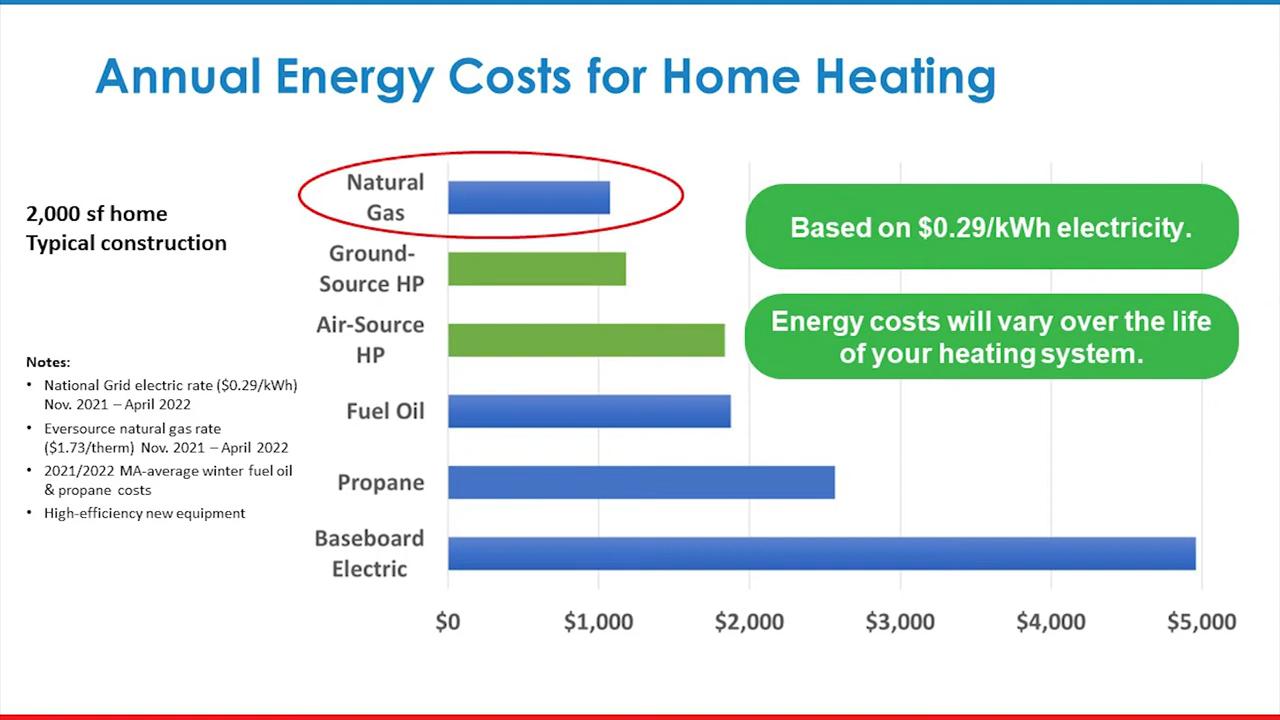 Annual Energy Costs for Home Heating
2,000 sf home
Typical construction
Notes:
• National Grid electric rate ($0.29/kWh)
Nov. 2021 – April 2022
• Eversource natural gas rate
($1.73/therm) Nov. 2021 – April 2022
• 2021/2022 MA-average winter fuel oil
& propane costs
• High-efficiency new equipment
Natural
Gas
Ground-
Source HP
Air-Source
HP
Fuel Oil
Propane
Baseboard
Electric
$0
$1,000
$2,000
$3,000
$4,000
$5,000
Based on $0.29/kWh electricity.
Energy costs will vary over the life
of your heating system.